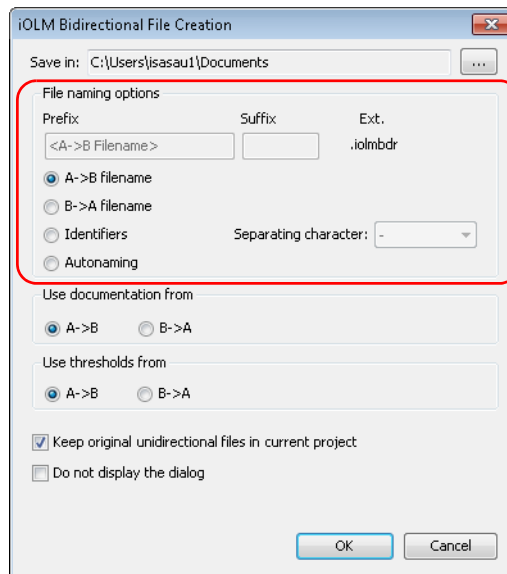 iOLM Bidirectional File Creation
Save in: C:\Users\isasau1\Documents ...
File naming options
Prefix Suffix Ext.
<A->B Filename> .iolmbdr
A->B filename
B->A filename
Identifiers Separating character: -
Autonaming
Use documentation from
A->B B->A
Use thresholds from
A->B B->A
Keep original unidirectional files in current project
Do not display the dialog
OK Cancel